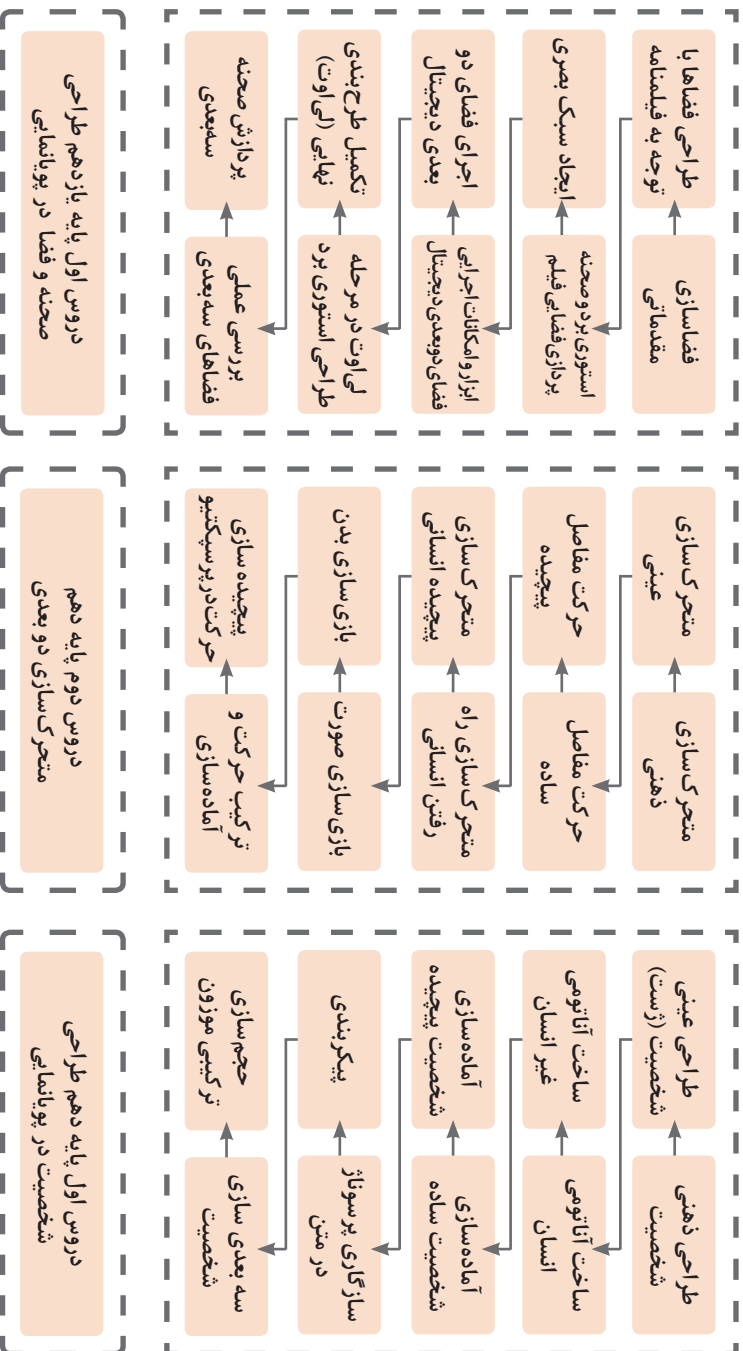 طراحی ذهنی
شخصیت
طراحی عینی
شخصیت (ژست)
ساخت آناتومی
انسان
ساخت آناتومی
غیر انسان
آماده‌سازی
شخصیت ساده
آماده‌سازی
شخصیت پیچیده
سازگاری پرسوناژ
در متن
پیکربندی
سه بعدی سازی
شخصیت
حجم‌سازی
ترکیبی موزون
دروس اول پایه دهم طراحی
شخصیت در پویانمایی
متحرک‌سازی
ذهنی
متحرک‌سازی
عینی
حرکت مفاصل
ساده
حرکت مفاصل
پیچیده
متحرک‌سازی راه
رفتن انسانی
متحرک‌سازی
پیچیده انسانی
بازی‌سازی صورت
بازی‌سازی بدن
ترکیب حرکت و
آماده‌سازی
پیچیده سازی
حرکت در پرسپکتیو
دروس دوم پایه دهم
متحرک‌سازی دو بعدی
فضاسازی
مقدماتی
طراحی فضاها با
توجه به فیلمنامه
استوری برد و صحنه
پردازی فضایی فیلم
ایجاد سبک بصری
ابزار و امکانات اجرایی
فضای دوبعدی دیجیتال
اجرای فضای دو
بعدی دیجیتال
لی‌اوت در مرحله
طراحی استوری برد
تکمیل طرح‌بندی
نهایی (لی‌اوت)
بررسی عملی
فضاهای سه‌بعدی
پردازش صحنه
سه‌بعدی
دروس اول پایه یازدهم طراحی
صحنه و فضا در پویانمایی